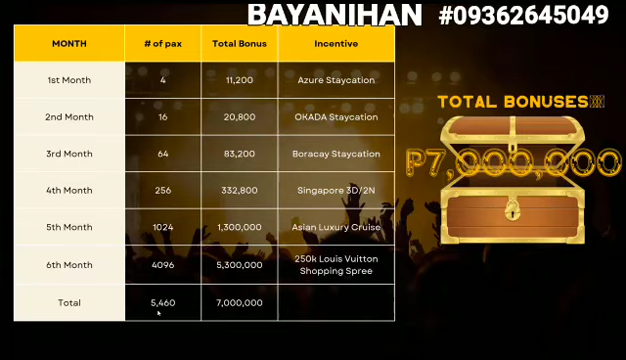 BAYANIHAN #09362645049
MONTH # of pax Total Bonus Incentive
1st Month 4 11,200 Azure Staycation
2nd Month 16 20,800 OKADA Staycation
3rd Month 64 83,200 Boracay Staycation
4th Month 256 332,800 Singapore 3D/2N
5th Month 1024 1,300,000 Asian Luxury Cruise
6th Month 4096 5,300,000 250k Louis Vuitton
Shopping Spree
Total 5,460 7,000,000
TOTAL BONUSES
₱7,000,000